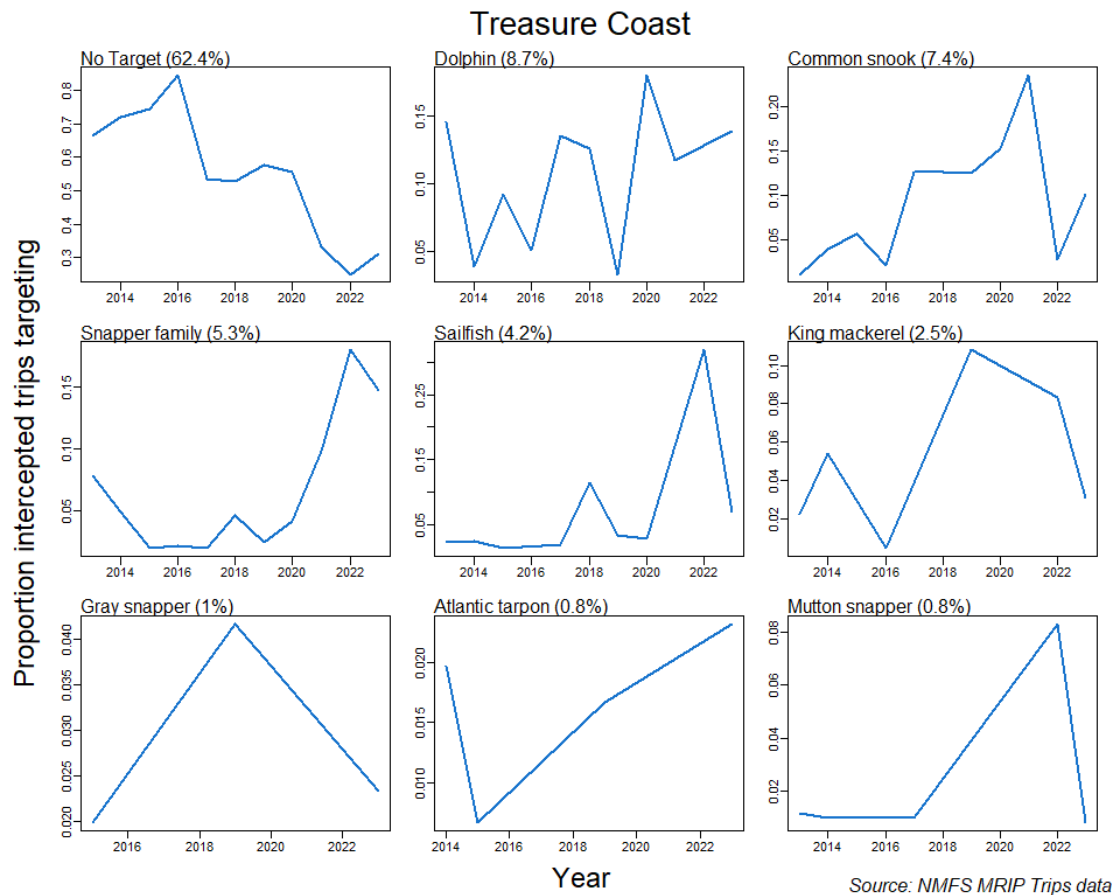 Treasure Coast
Proportion intercepted trips targeting
No Target (62.4%)
0.8
0.7
0.6
0.5
0.4
0.3
2014 2016 2018 2020 2022
Dolphin (8.7%)
0.15
0.10
0.05
2014 2016 2018 2020 2022
Common snook (7.4%)
0.20
0.15
0.10
0.05
2014 2016 2018 2020 2022
Snapper family (5.3%)
0.15
0.10
0.05
2014 2016 2018 2020 2022
Sailfish (4.2%)
0.25
0.15
0.05
2014 2016 2018 2020 2022
King mackerel (2.5%)
0.10
0.08
0.06
0.04
0.02
2014 2016 2018 2020 2022
Gray snapper (1%)
0.040
0.035
0.030
0.025
0.020
2016 2018 2020 2022
Atlantic tarpon (0.8%)
0.020
0.015
0.010
2014 2016 2018 2020 2022
Mutton snapper (0.8%)
0.08
0.06
0.04
0.02
2014 2016 2018 2020 2022
Year
Source: NMFS MRIP Trips data